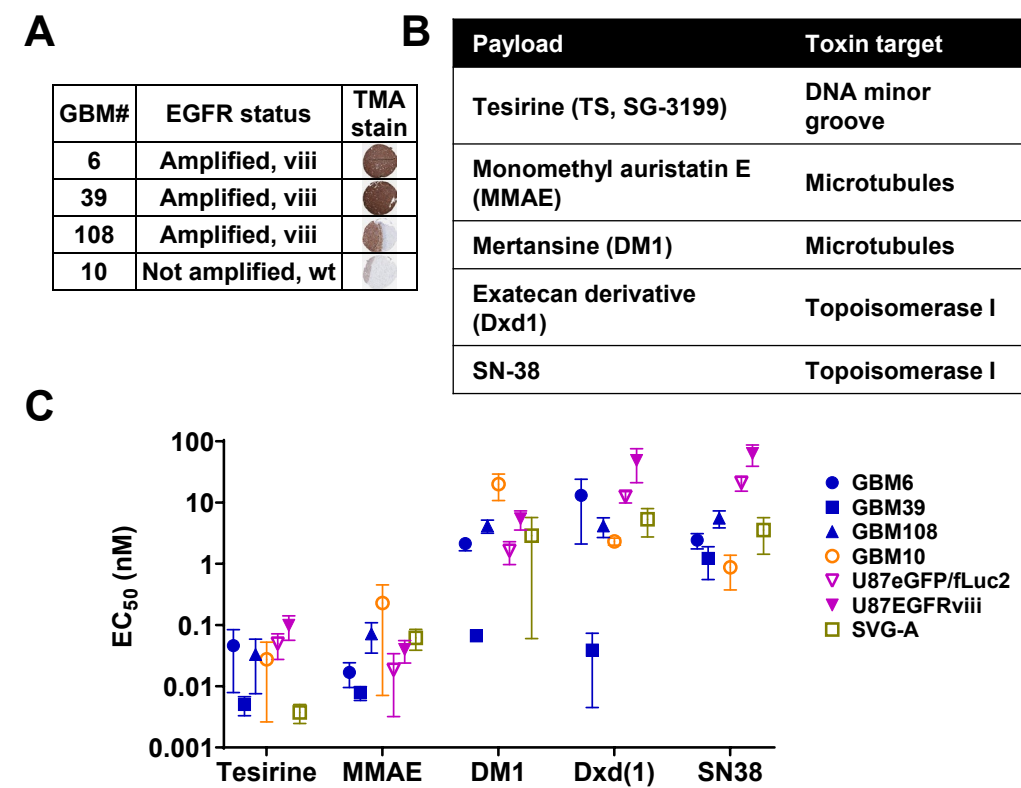 A
GBM# EGFR status TMA
stain
6 Amplified, viii
39 Amplified, viii
108 Amplified, viii
10 Not amplified, wt
B
Payload Toxin target
Tesirine (TS, SG-3199) DNA minor
groove
Monomethyl auristatin E
(MMAE) Microtubules
Mertansine (DM1) Microtubules
Exatecan derivative
(Dxd1) Topoisomerase I
SN-38 Topoisomerase I
C
EC50 (nM)
100
10
1
0.1
0.01
0.001
Tesirine MMAE DM1 Dxd(1) SN38
GBM6
GBM39
GBM108
GBM10
U87eGFP/fLuc2
U87EGFRviii
SVG-A